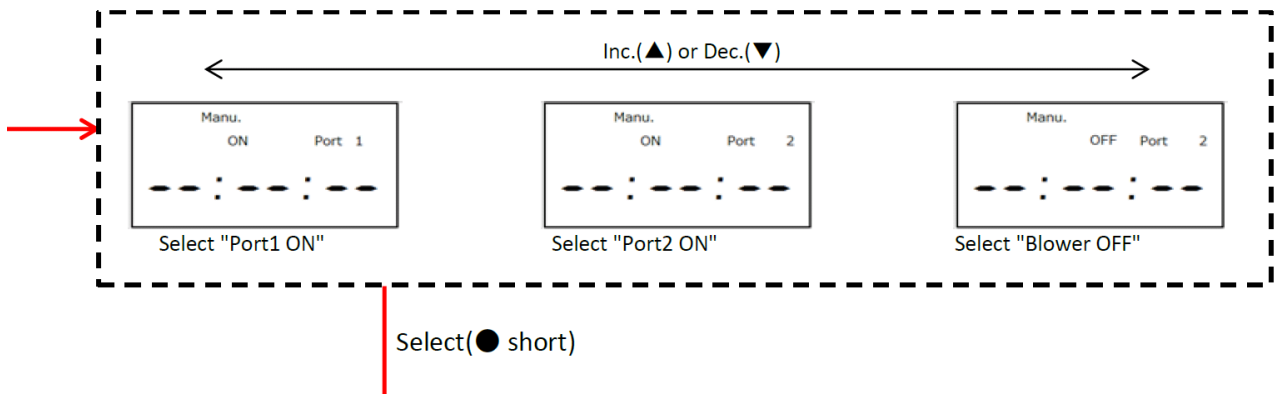 Inc.(▲) or Dec.(▼)
Manu.
ON Port 1
--:--:--
Select "Port1 ON"
Manu.
ON Port 2
--:--:--
Select "Port2 ON"
Manu.
OFF Port 2
--:--:--
Select "Blower OFF"
Select(● short)